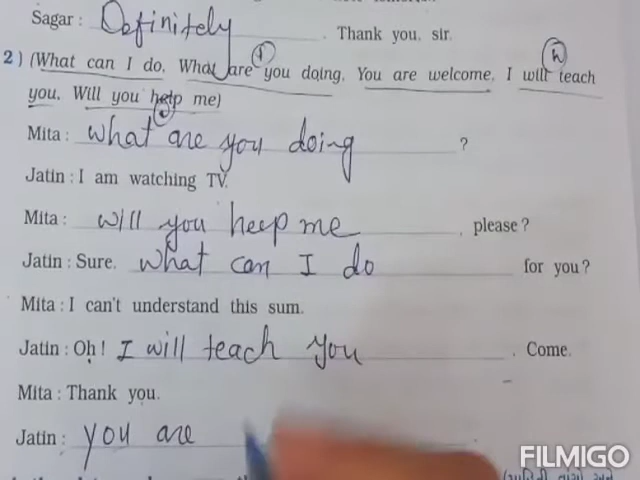 Sagar : Definitely . Thank you, sir.
2) (What can I do, What are you doing, You are welcome, I will teach
you, Will you help me)
Mita : what are you doing ?
Jatin : I am watching TV.
Mita : will you heep me , please?
Jatin : Sure. what can I do for you?
Mita : I can't understand this sum.
Jatin : Oh! I will teach you . Come.
Mita : Thank you.
Jatin : you are
FILMIGO